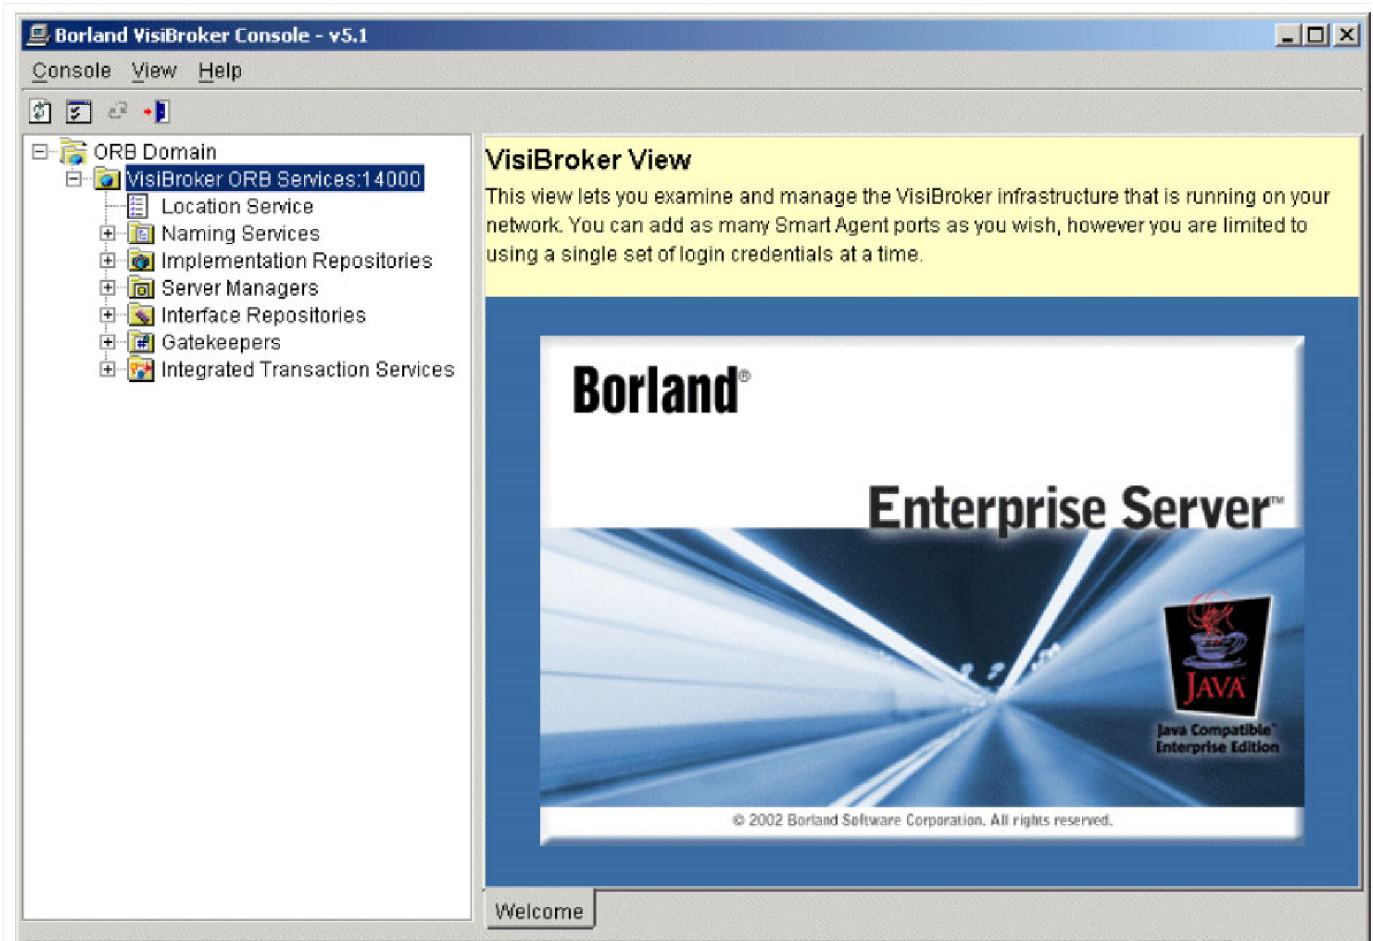 Borland VisiBroker Console - v5.1
Console View Help
ORB Domain
VisiBroker ORB Services:14000
Location Service
Naming Services
Implementation Repositories
Server Managers
Interface Repositories
Gatekeepers
Integrated Transaction Services
VisiBroker View
This view lets you examine and manage the VisiBroker infrastructure that is running on your
network. You can add as many Smart Agent ports as you wish, however you are limited to
using a single set of login credentials at a time.
Borland®
Enterprise Server™
JAVA
Java Compatible™
Enterprise Edition
© 2002 Borland Software Corporation. All rights reserved.
Welcome